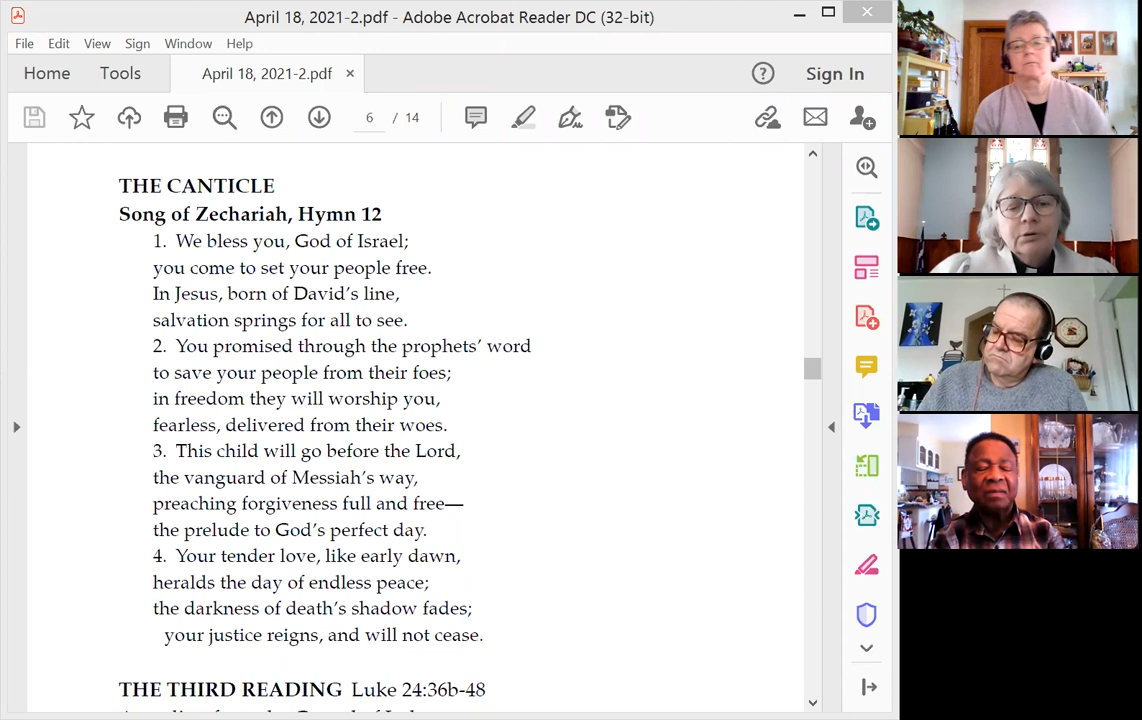 April 18, 2021-2.pdf - Adobe Acrobat Reader DC (32-bit)
File Edit View Sign Window Help
Home Tools April 18, 2021-2.pdf × Sign In
6 / 14
THE CANTICLE
Song of Zechariah, Hymn 12
1. We bless you, God of Israel;
you come to set your people free.
In Jesus, born of David's line,
salvation springs for all to see.
2. You promised through the prophets' word
to save your people from their foes;
in freedom they will worship you,
fearless, delivered from their woes.
3. This child will go before the Lord,
the vanguard of Messiah's way,
preaching forgiveness full and free—
the prelude to God's perfect day.
4. Your tender love, like early dawn,
heralds the day of endless peace;
the darkness of death's shadow fades;
your justice reigns, and will not cease.
THE THIRD READING Luke 24:36b-48